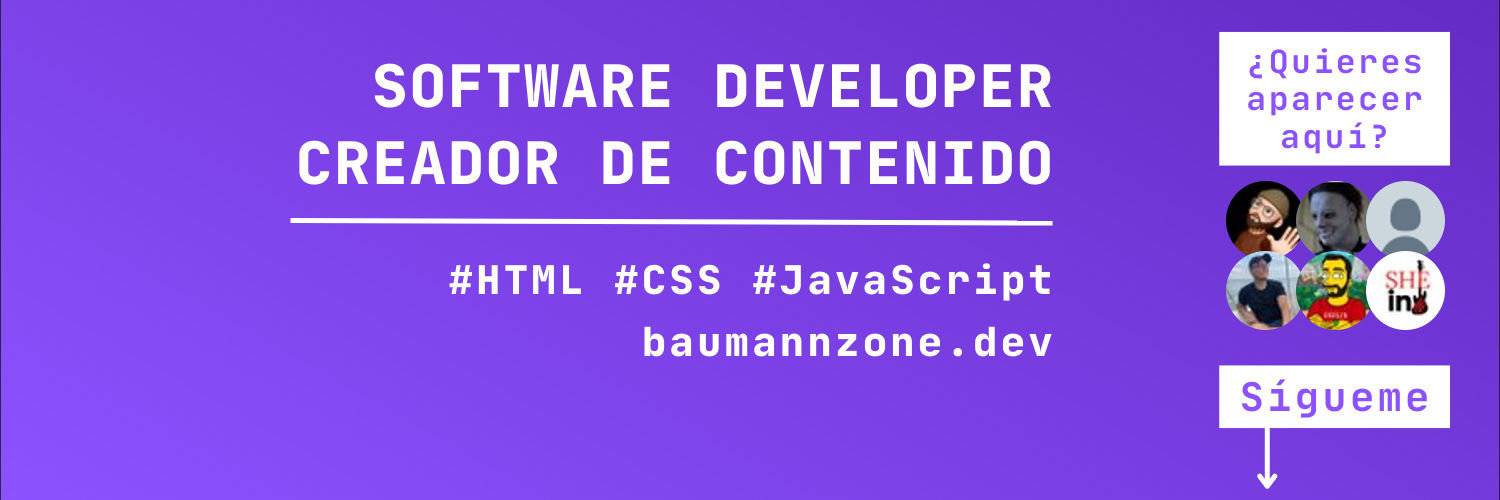 SOFTWARE DEVELOPER
CREADOR DE CONTENIDO
#HTML #CSS #JavaScript
baumannzone.dev
¿Quieres
aparecer
aquí?
SHE
in
Sígueme